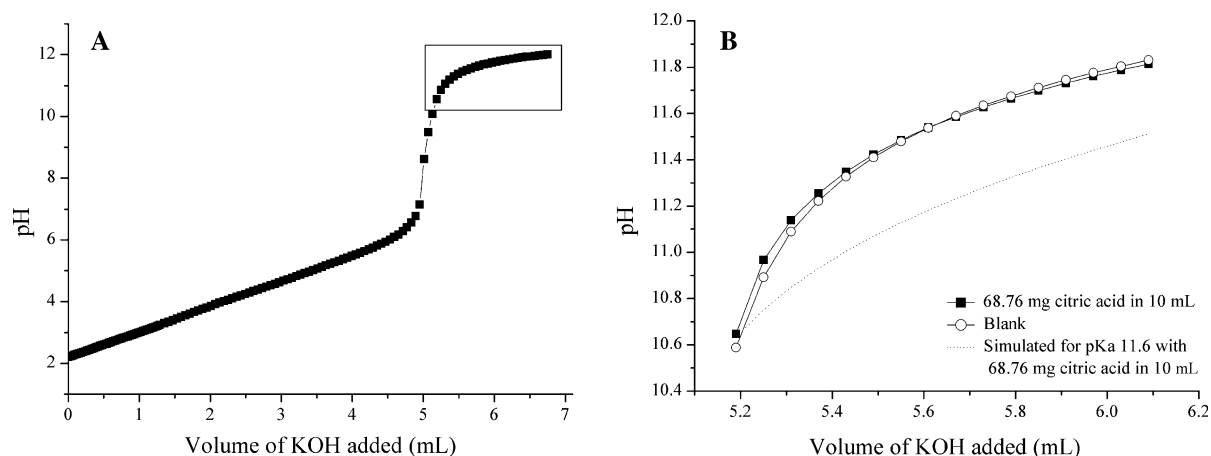 A
12
10
8
6
4
2
pH
0 1 2 3 4 5 6 7
Volume of KOH added (mL)
B
12.0
11.8
11.6
11.4
11.2
11.0
10.8
10.6
10.4
pH
68.76 mg citric acid in 10 mL
Blank
Simulated for pKa 11.6 with
68.76 mg citric acid in 10 mL
5.2 5.4 5.6 5.8 6.0 6.2
Volume of KOH added (mL)